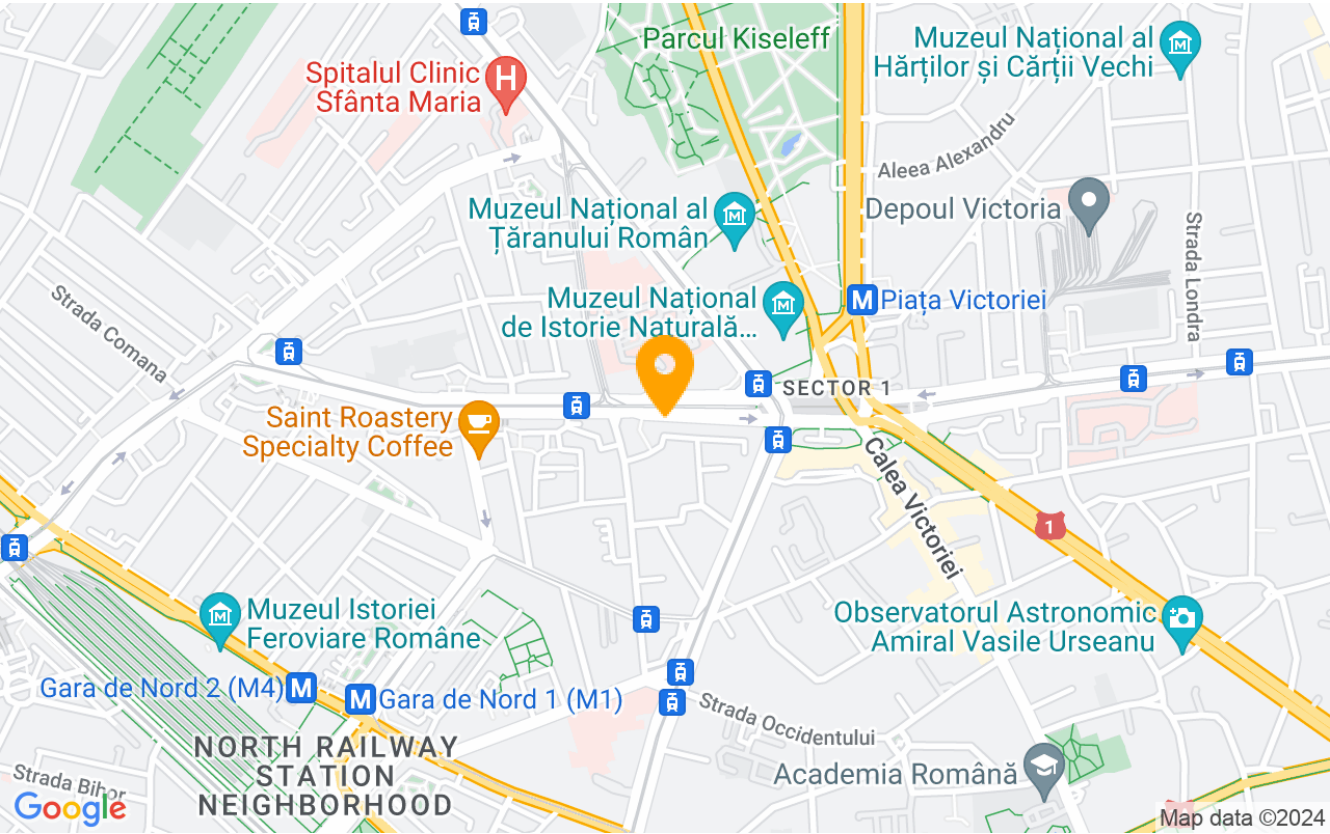 Parcul Kiseleff
Muzeul Național al
Hărților și Cărții Vechi
Spitalul Clinic
Sfânta Maria
H
Aleea Alexandru
Muzeul Național al
Țăranului Român
Depoul Victoria
Strada Londra
Strada Comana
Muzeul Național
de Istorie Naturală...
M Piața Victoriei
SECTOR 1
Saint Roastery
Specialty Coffee
Calea Victoriei
1
Muzeul Istoriei
Feroviare Române
Observatorul Astronomic
Amiral Vasile Urseanu
Gara de Nord 2 (M4) M
M Gara de Nord 1 (M1)
Strada Occidentului
NORTH RAILWAY
STATION
NEIGHBORHOOD
Academia Română
Strada Bihor
Google
Map data ©2024